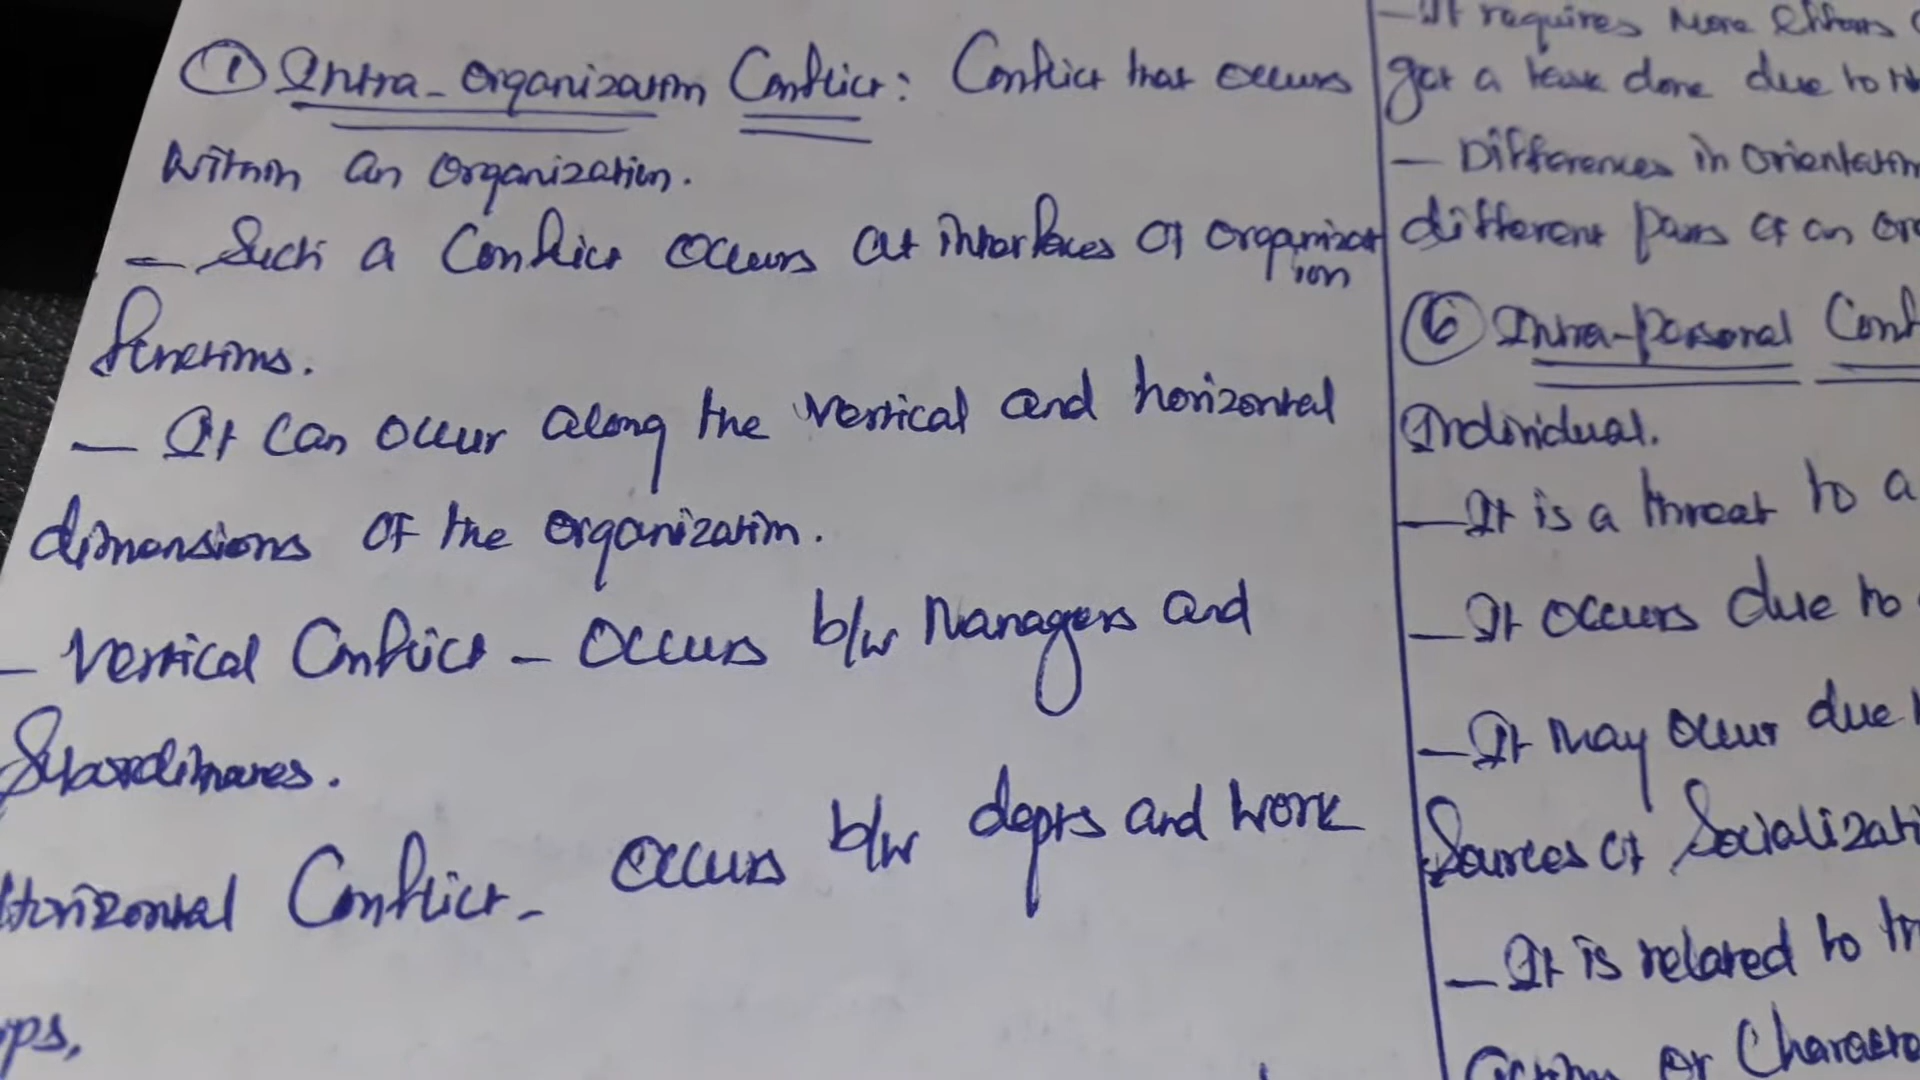 ① Intra-Organization Conflict: Conflict that occurs
within an organization.
— Such a Conflict occurs at interfaces of organization
functions.
— It can occur along the vertical and horizontal
dimensions of the organization.
— Vertical Conflict – Occurs b/w Managers and
Subordinates.
Horizontal Conflict – occurs b/w depts and work
ps,
— It requires more efforts
get a task done due to
— Differences in orientation
different parts of an
⑥ Intra-Personal Conf
Individual.
— It is a threat to a
— It occurs due to
— It may occur due
Sources of Socializati
— It is related to
or Characte